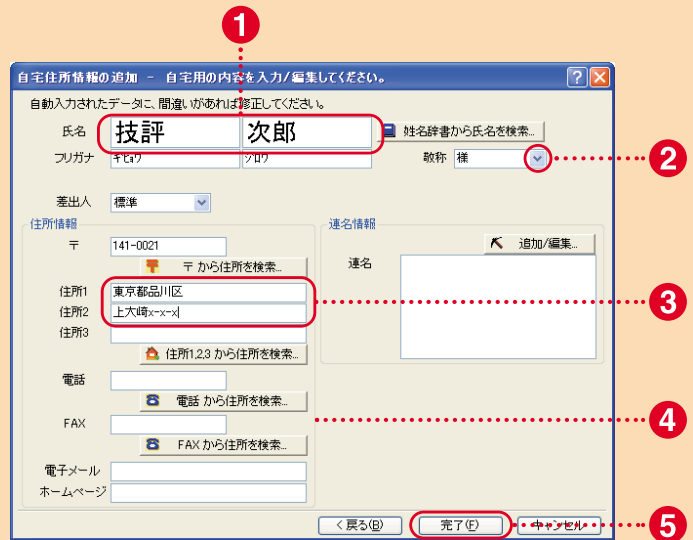 1
自宅住所情報の追加 － 自宅用の内容を入力/編集してください。
自動入力されたデータに、間違いがあれば修正してください。
氏名 技評 次郎 姓名辞書から氏名を検索...
フリガナ ギヒョウ ジロウ 敬称 様 2
差出人 標準
住所情報 連名情報
〒 141-0021 追加/編集...
〒 から住所を検索... 連名
住所1 東京都品川区 3
住所2 上大崎x-x-x
住所3
住所1,2,3 から住所を検索...
電話
電話 から住所を検索...
FAX 4
FAX から住所を検索...
電子メール
ホームページ
< 戻る(B) 完了(F) キャンセル 5